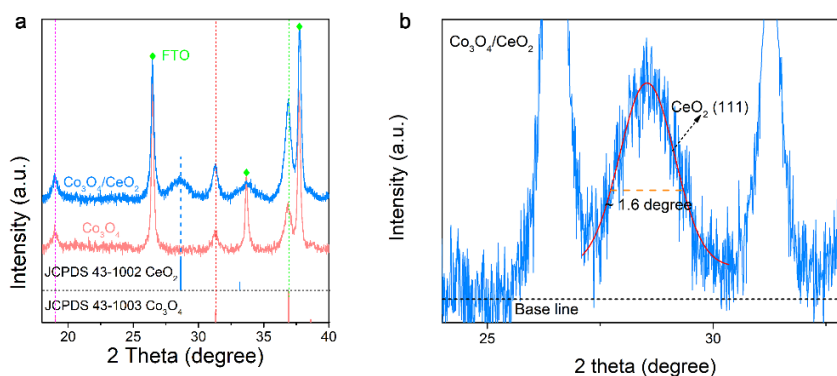 a
FTO
Co₃O₄/CeO₂
Co₃O₄
JCPDS 43-1002 CeO₂
JCPDS 43-1003 Co₃O₄
20 25 30 35 40
2 Theta (degree)
Intensity (a.u.)
b
Co₃O₄/CeO₂
CeO₂ (111)
~ 1.6 degree
Base line
25 30
2 theta (degree)
Intensity (a.u.)